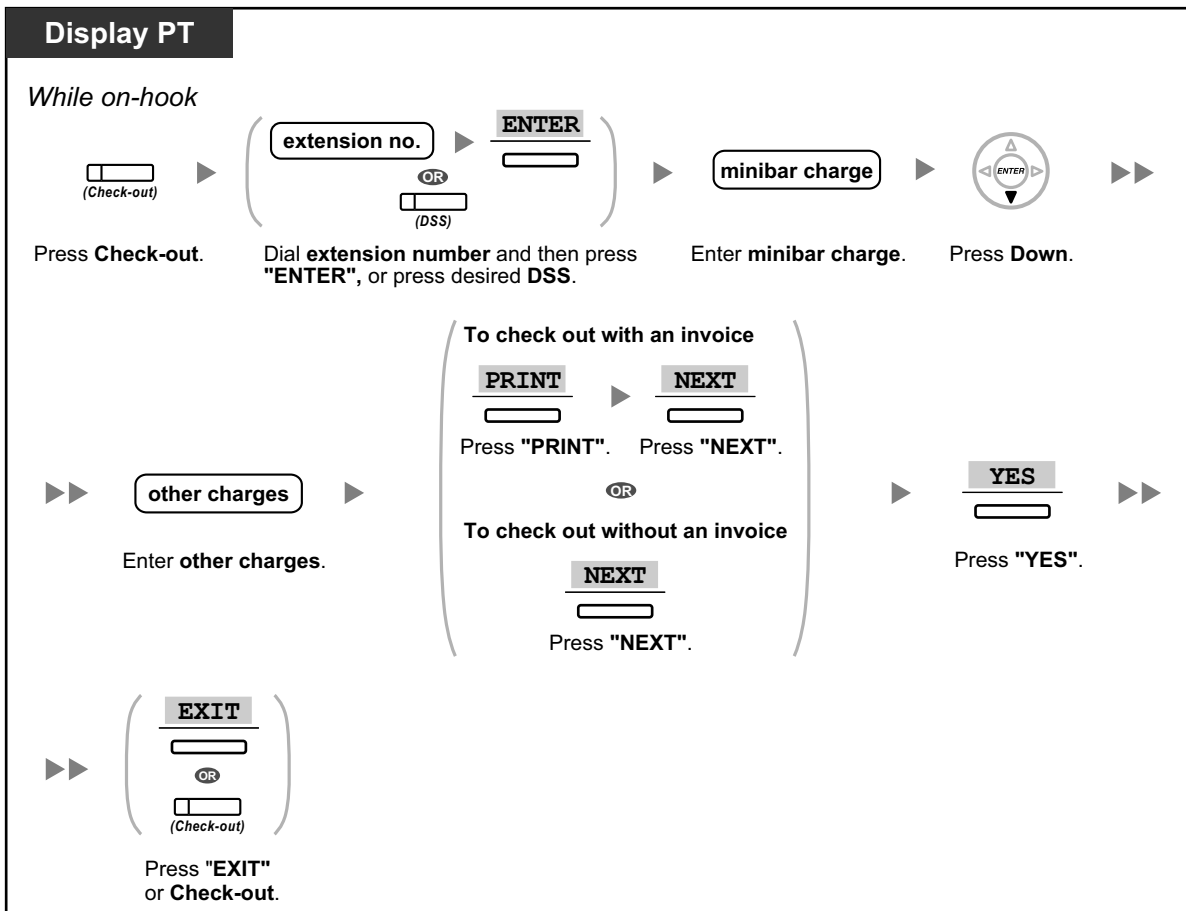 Display PT
While on-hook
(Check-out)
extension no.
ENTER
OR
(DSS)
minibar charge
ENTER
Press Check-out.
Dial extension number and then press
"ENTER", or press desired DSS.
Enter minibar charge.
Press Down.
other charges
Enter other charges.
To check out with an invoice
PRINT
NEXT
Press "PRINT".
Press "NEXT".
OR
To check out without an invoice
NEXT
Press "NEXT".
YES
Press "YES".
EXIT
OR
(Check-out)
Press "EXIT"
or Check-out.